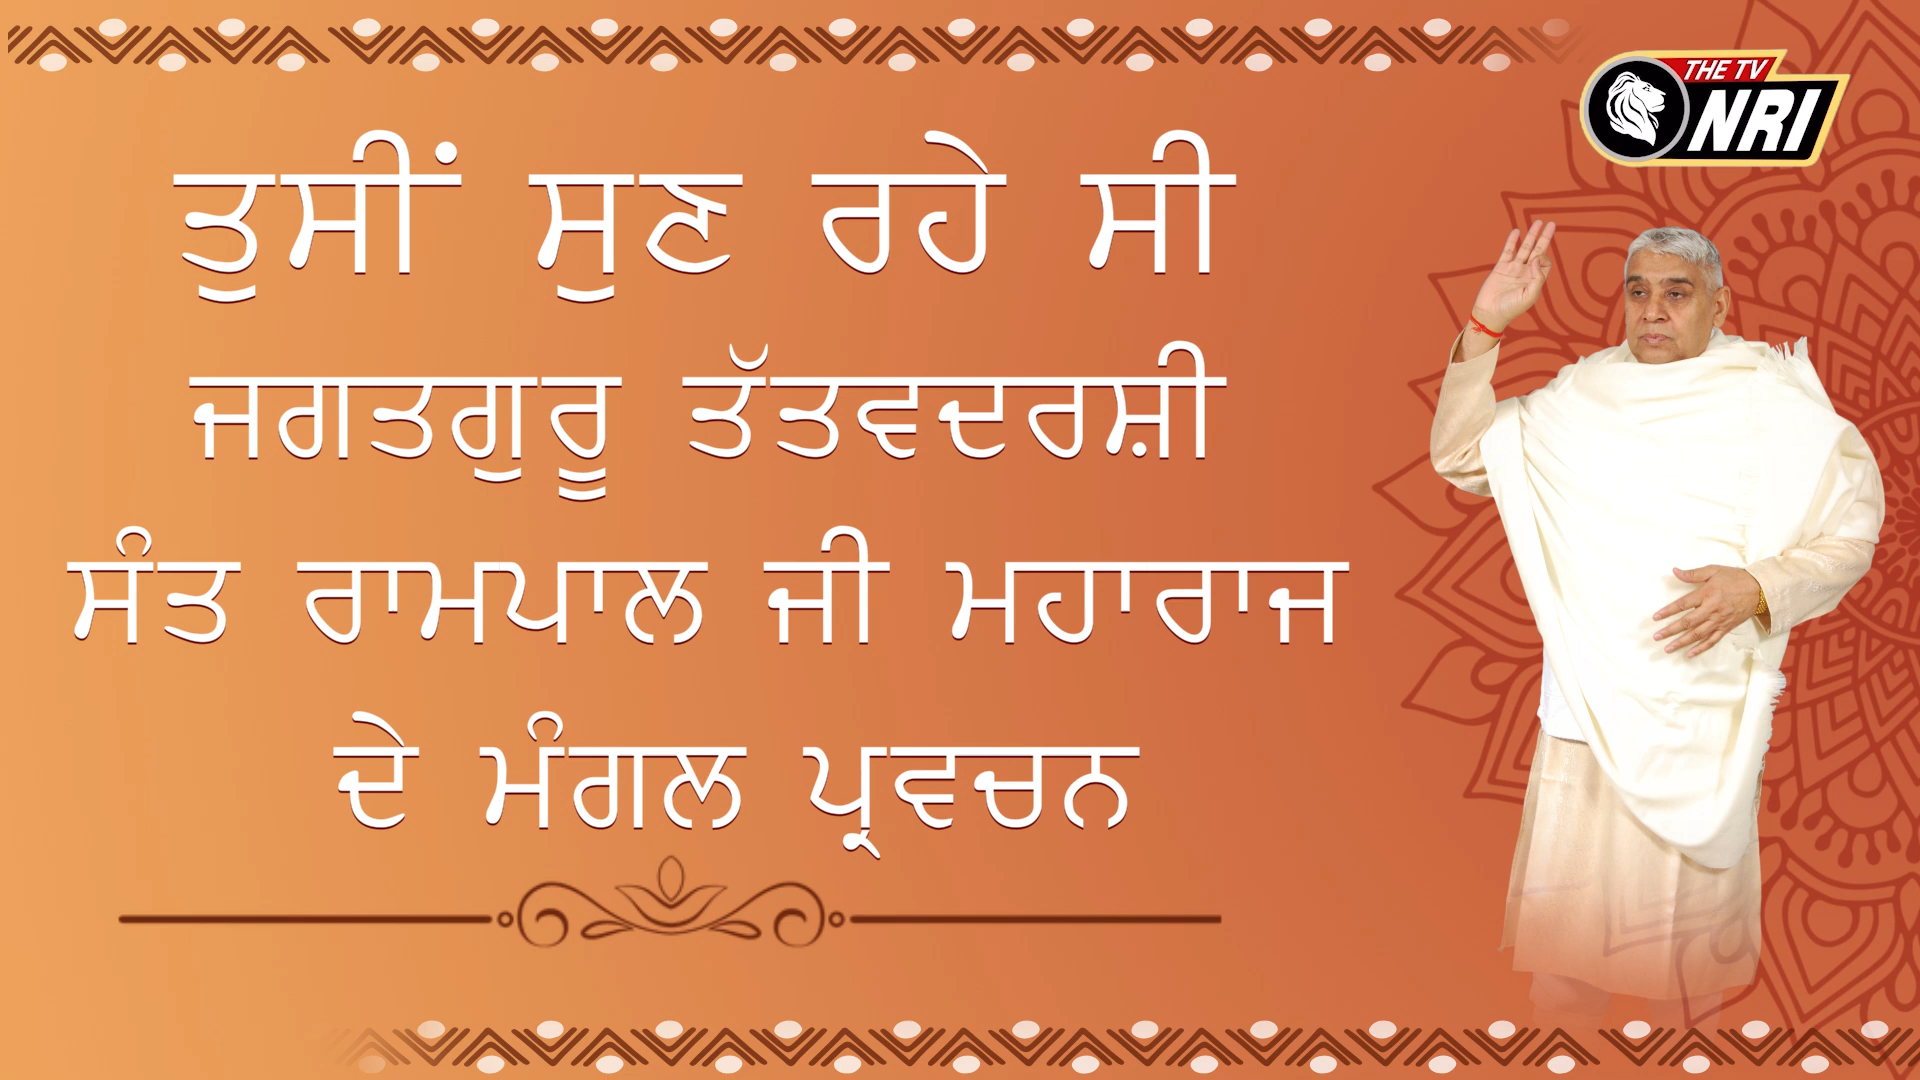 THE TV
NRI
ਤੁਸੀਂ ਸੁਣ ਰਹੇ ਸੀ
ਜਗਤਗੁਰੂ ਤੱਤਵਦਰਸ਼ੀ
ਸੰਤ ਰਾਮਪਾਲ ਜੀ ਮਹਾਰਾਜ
ਦੇ ਮੰਗਲ ਪ੍ਰਵਚਨ